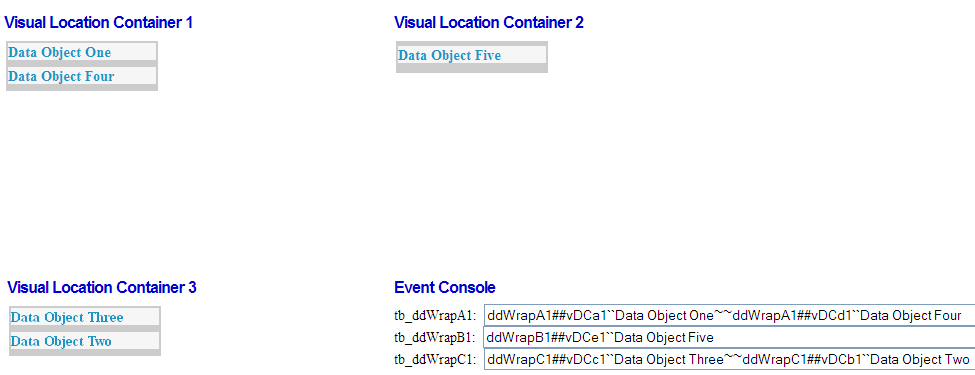 Visual Location Container 1
Data Object One
Data Object Four
Visual Location Container 2
Data Object Five
Visual Location Container 3
Data Object Three
Data Object Two
Event Console
tb_ddWrapA1: ddWrapA1##vDCa1``Data Object One~~ddWrapA1##vDCd1``Data Object Four
tb_ddWrapB1: ddWrapB1##vDCe1``Data Object Five
tb_ddWrapC1: ddWrapC1##vDCc1``Data Object Three~~ddWrapC1##vDCb1``Data Object Two